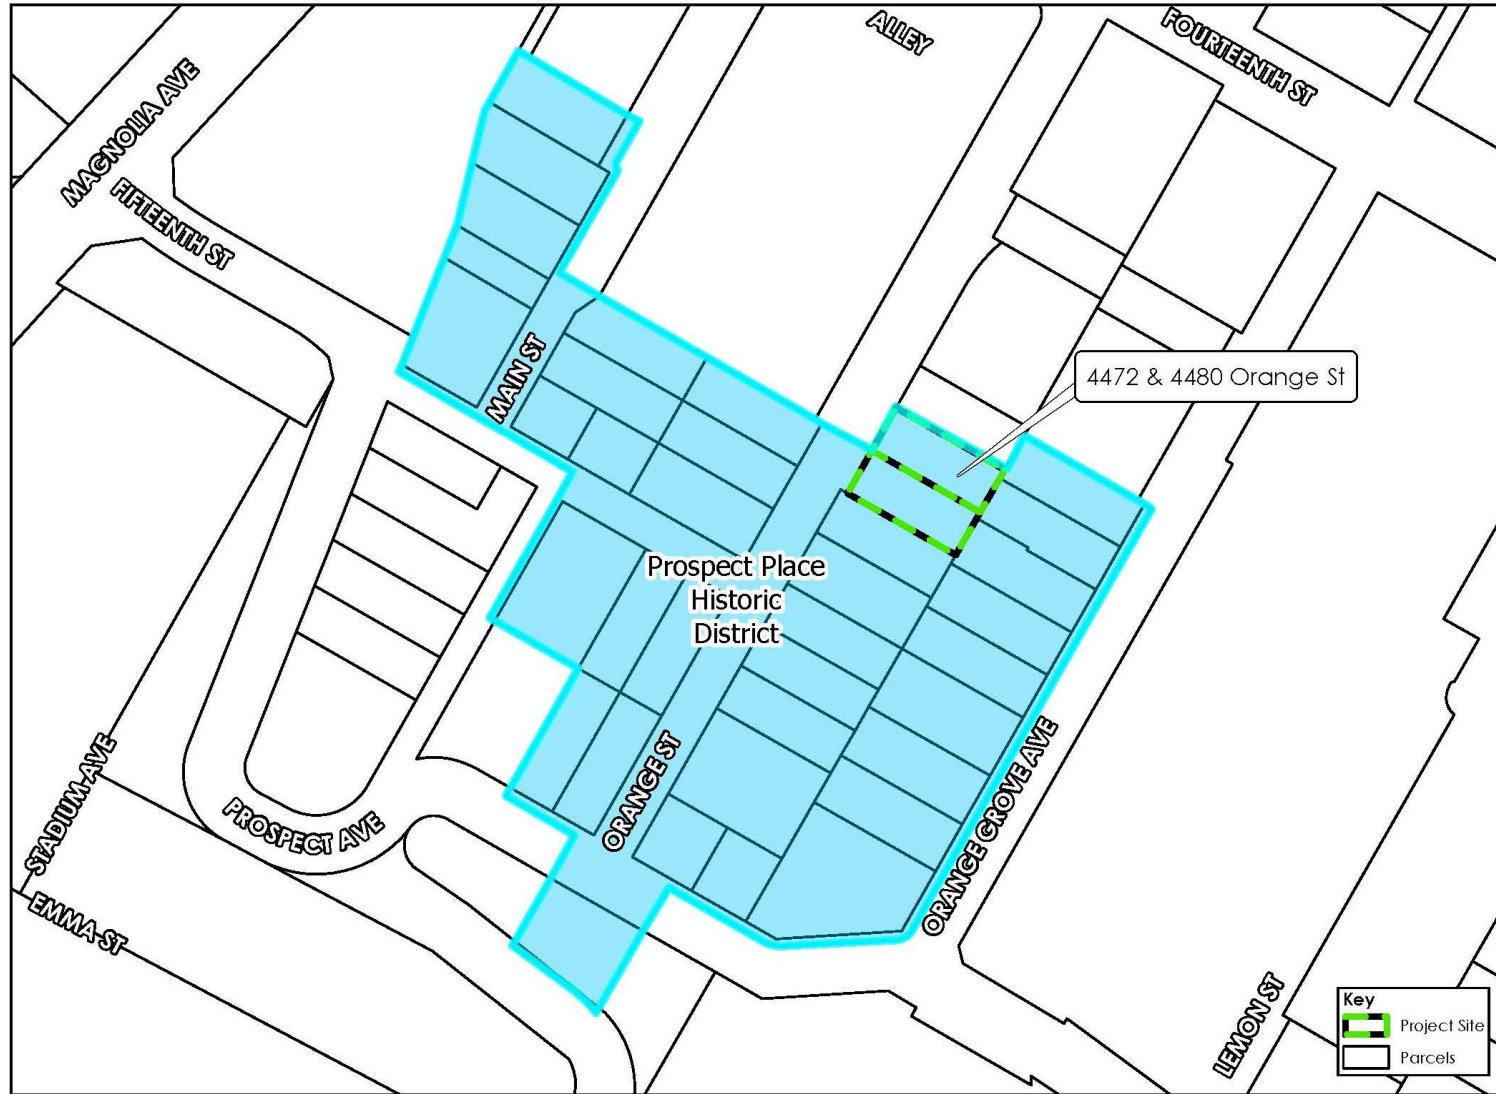 ALLEY
FOURTEENTH ST
MAGNOLIA AVE
FIFTEENTH ST
MAIN ST
4472 & 4480 Orange St
Prospect Place
Historic
District
ORANGE ST
ORANGE GROVE AVE
STADIUM AVE
PROSPECT AVE
EMMA ST
LEMON ST
Key
Project Site
Parcels